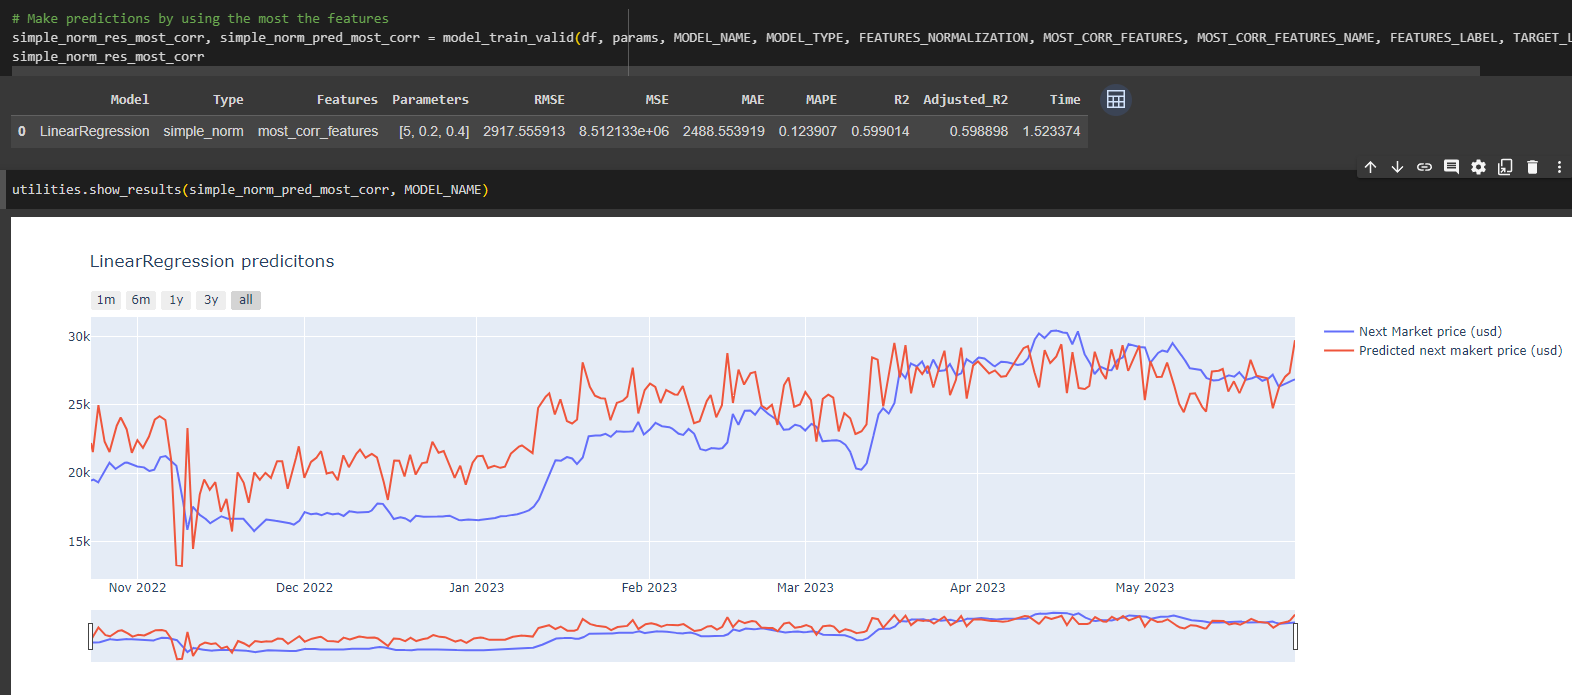 # Make predictions by using the most the features
simple_norm_res_most_corr, simple_norm_pred_most_corr = model_train_valid(df, params, MODEL_NAME, MODEL_TYPE, FEATURES_NORMALIZATION, MOST_CORR_FEATURES, MOST_CORR_FEATURES_NAME, FEATURES_LABEL, TARGET_L
simple_norm_res_most_corr
Model Type Features Parameters RMSE MSE MAE MAPE R2 Adjusted_R2 Time
0 LinearRegression simple_norm most_corr_features [5, 0.2, 0.4] 2917.555913 8.512133e+06 2488.553919 0.123907 0.599014 0.598898 1.523374
utilities.show_results(simple_norm_pred_most_corr, MODEL_NAME)
LinearRegression predicitons
1m 6m 1y 3y all
Next Market price (usd)
Predicted next makert price (usd)
30k
25k
20k
15k
Nov 2022 Dec 2022 Jan 2023 Feb 2023 Mar 2023 Apr 2023 May 2023